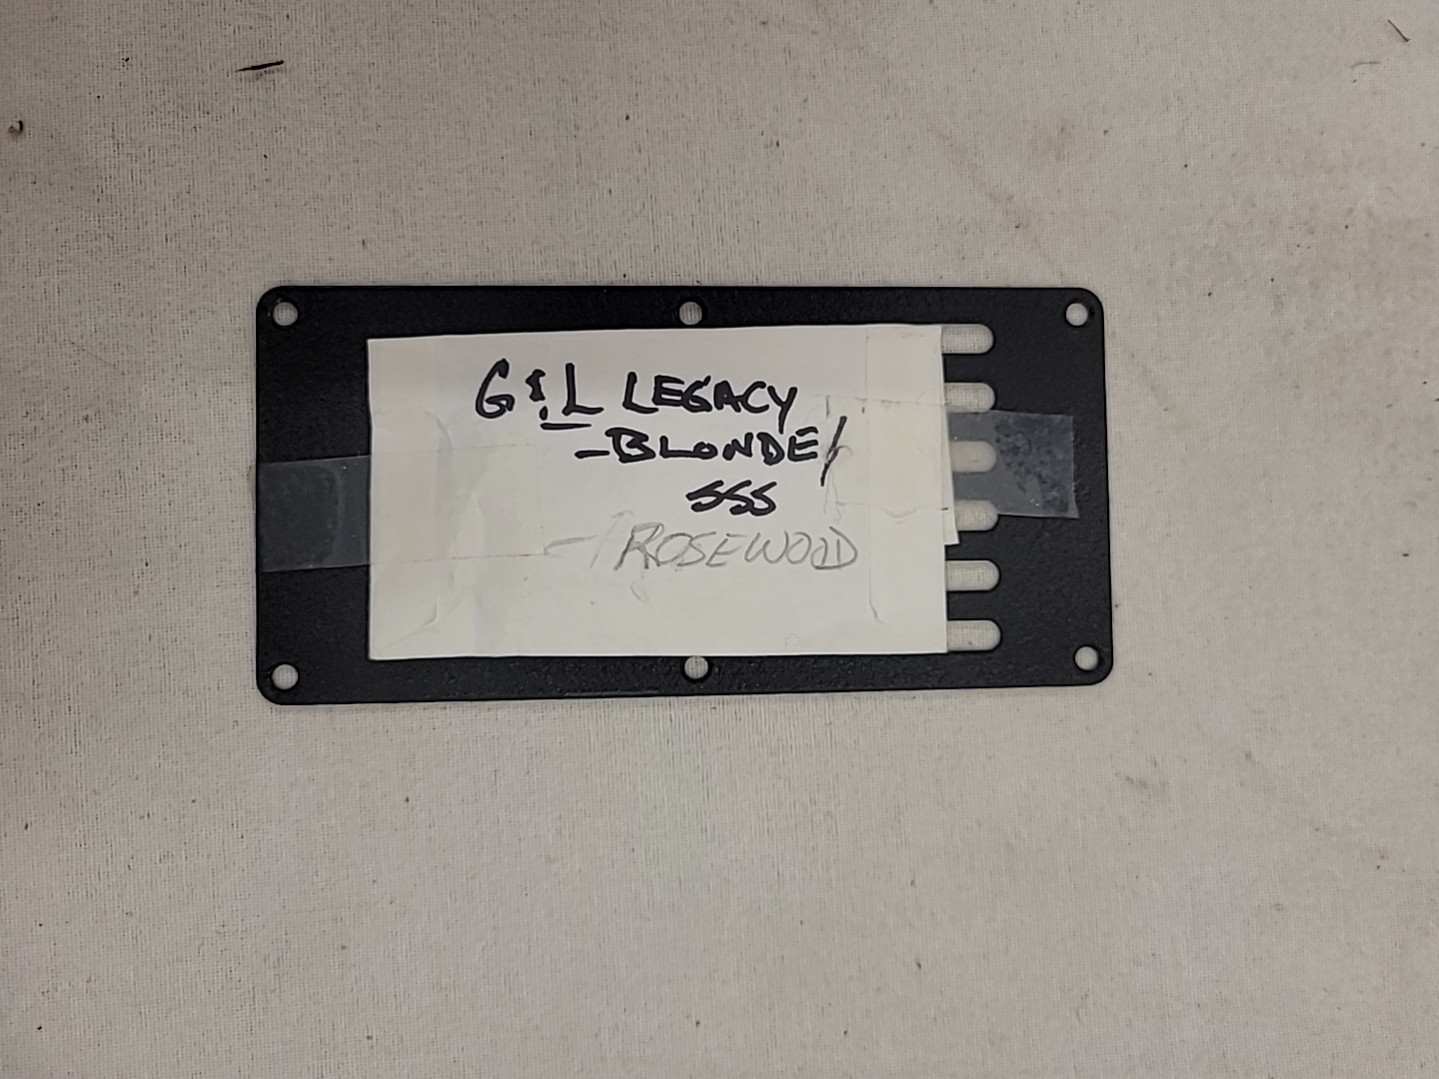 G&L LEGACY
-BLONDE/
SSS
- ROSEWOOD